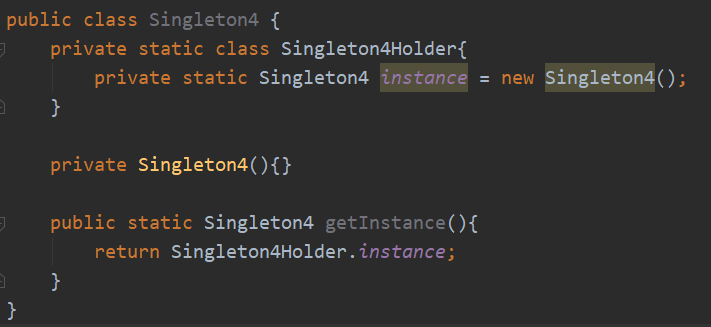 public class Singleton4 {
    private static class Singleton4Holder{
        private static Singleton4 instance = new Singleton4();
    }
    private Singleton4(){}
    public static Singleton4 getInstance(){
        return Singleton4Holder.instance;
    }
}